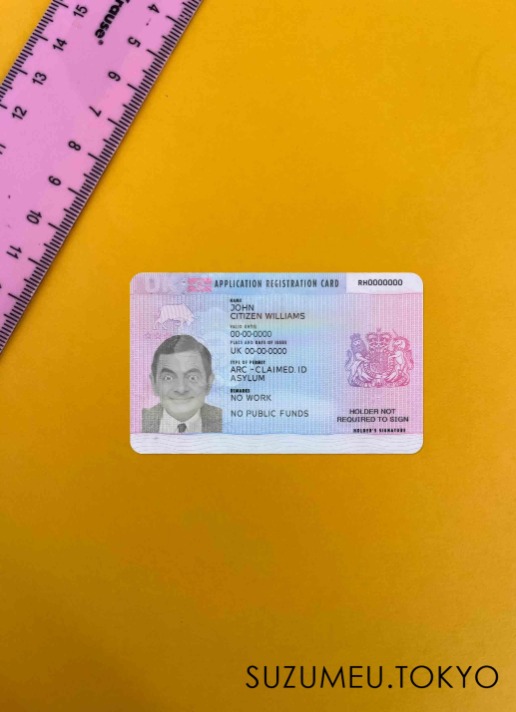 Krause®
15
14
13
12
11
10
9
8
7
6
5
4
UK APPLICATION REGISTRATION CARD RH0000000
NAME
JOHN
CITIZEN WILLIAMS
VALID UNTIL
00-00-0000
PLACE AND DATE OF ISSUE
UK 00-00-0000
TYPE OF PERMIT
ARC -CLAIMED ID
ASYLUM
REMARKS
NO WORK
NO PUBLIC FUNDS
HOLDER NOT
REQUIRED TO SIGN
HOLDER'S SIGNATURE
SUZUMEU.TOKYO